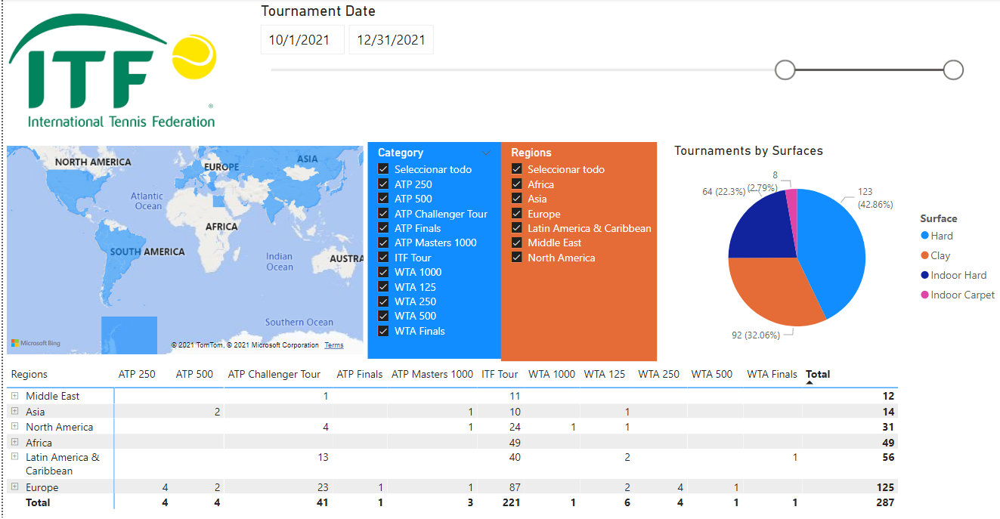 Tournament Date
10/1/2021 12/31/2021
ITF
®
International Tennis Federation
NORTH AMERICA
EUROPE
ASIA
Atlantic
Ocean
AFRICA
SOUTH AMERICA
Indian
Ocean
AUSTRA
Southern Ocean
Microsoft Bing
© 2021 TomTom, © 2021 Microsoft Corporation Terms
Category
Seleccionar todo
ATP 250
ATP 500
ATP Challenger Tour
ATP Finals
ATP Masters 1000
ITF Tour
WTA 1000
WTA 125
WTA 250
WTA 500
WTA Finals
Regions
Seleccionar todo
Africa
Asia
Europe
Latin America & Caribbean
Middle East
North America
Tournaments by Surfaces
8
(2.79%)
64 (22.3%)
123
(42.86%)
92 (32.06%)
Surface
Hard
Clay
Indoor Hard
Indoor Carpet
Regions ATP 250 ATP 500 ATP Challenger Tour ATP Finals ATP Masters 1000 ITF Tour WTA 1000 WTA 125 WTA 250 WTA 500 WTA Finals Total
Middle East 1 11 12
Asia 2 1 10 1 14
North America 4 1 24 1 1 31
Africa 49 49
Latin America & 13 40 2 1 56
Caribbean
Europe 4 2 23 1 1 87 2 4 1 125
Total 4 4 41 1 3 221 1 6 4 1 1 287